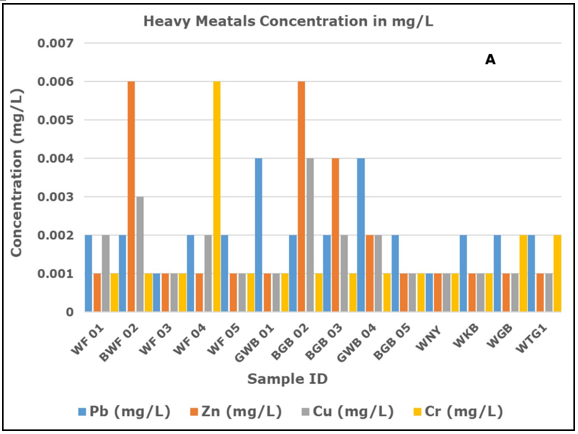 Heavy Meatals Concentration in mg/L
A
Concentration (mg/L)
0.007
0.006
0.005
0.004
0.003
0.002
0.001
0
WF 01
BWF 02
WF 03
WF 04
WF 05
GWB 01
BGB 02
BGB 03
GWB 04
BGB 05
WNY
WKB
WGB
WTG1
Sample ID
Pb (mg/L) Zn (mg/L) Cu (mg/L) Cr (mg/L)